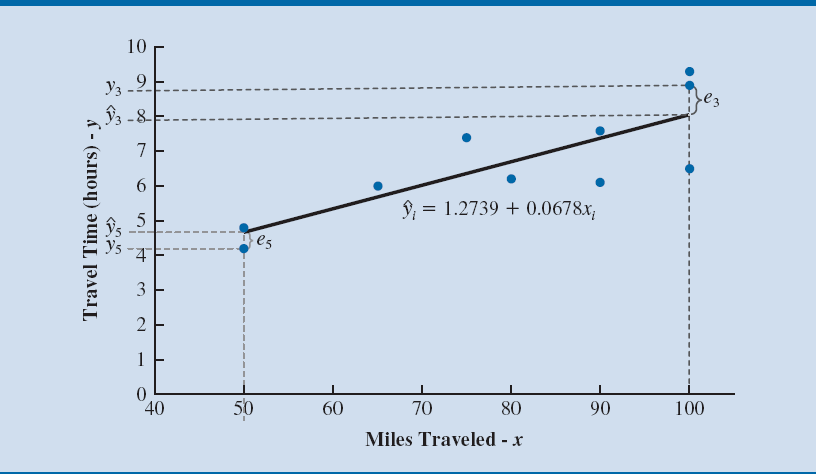 10
9
8
7
6
5
4
3
2
1
0
y₃
ŷ₃
ŷ₅
y₅
Travel Time (hours) - y
e₃
e₅
ŷᵢ = 1.2739 + 0.0678xᵢ
40 50 60 70 80 90 100
Miles Traveled - x